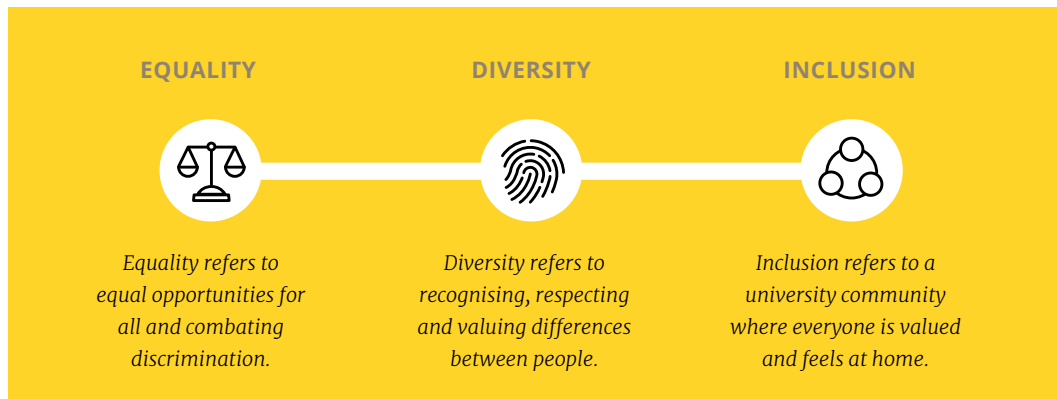 EQUALITY
Equality refers to
equal opportunities for
all and combating
discrimination.
DIVERSITY
Diversity refers to
recognising, respecting
and valuing differences
between people.
INCLUSION
Inclusion refers to a
university community
where everyone is valued
and feels at home.